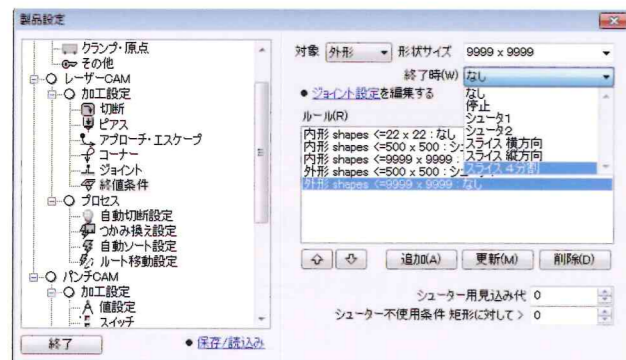 製品設定
クランプ・原点
その他
レーザーCAM
加工設定
切断
ピアス
アプローチ・エスケープ
コーナー
ジョイント
終値条件
プロセス
自動切断設定
つかみ換え設定
自動ソート設定
ルート移動設定
パンチCAM
加工設定
値設定
スイッチ
終了
● 保存/読込み
対象 外形 形状サイズ 9999 x 9999
終了時(W) なし
● ジョイント設定を編集する
なし
停止
シュータ1
シュータ2
スライス 横方向
スライス 縦方向
スライス 4分割
ルール(R)
内形 shapes <=22 x 22 : なし
内形 shapes <=500 x 500 : シ
内形 shapes <=9999 x 9999 :
外形 shapes <=500 x 500 : シ
外形 shapes <=9999 x 9999 : なし
追加(A) 更新(M) 削除(D)
シューター用見込み代 0
シューター不使用条件 矩形に対して > 0